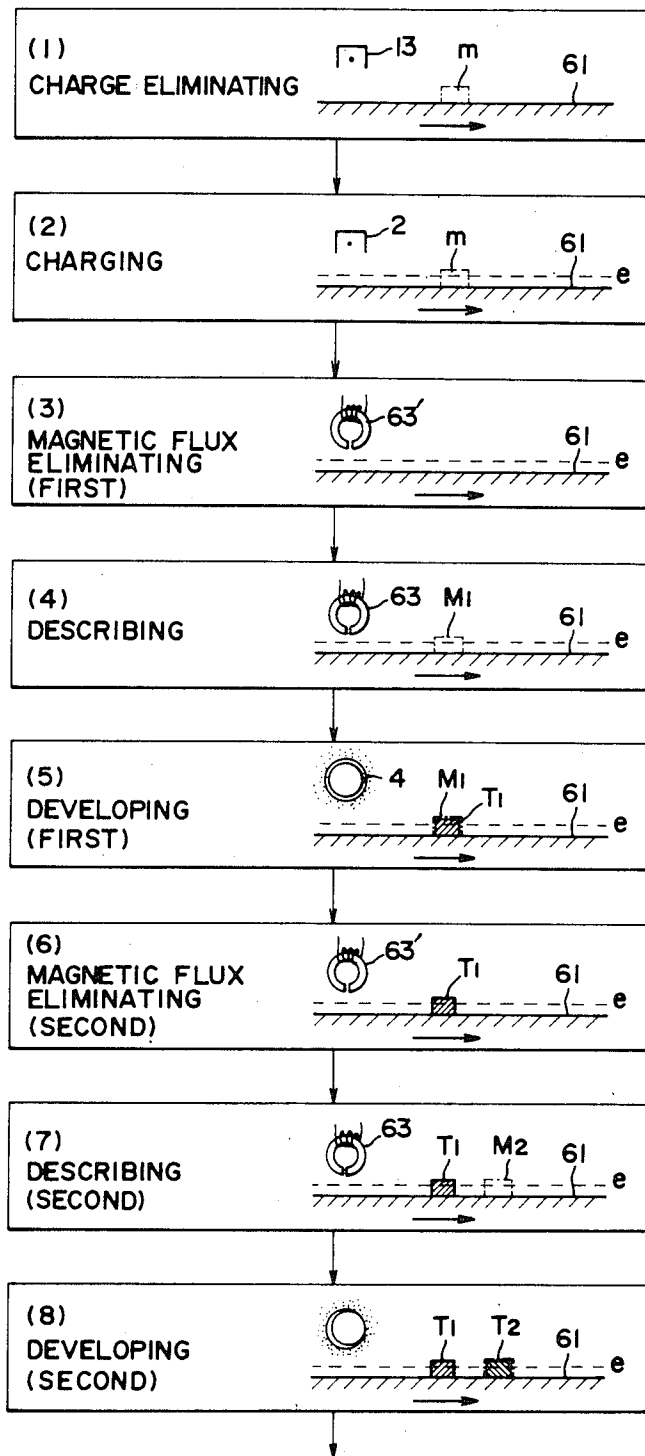 (1)
CHARGE ELIMINATING
13
m
61
(2)
CHARGING
2
m
61
e
(3)
MAGNETIC FLUX
ELIMINATING
(FIRST)
63'
61
e
(4)
DESCRIBING
63
M1
61
e
(5)
DEVELOPING
(FIRST)
4
M1
T1
61
e
(6)
MAGNETIC FLUX
ELIMINATING
(SECOND)
63'
T1
61
e
(7)
DESCRIBING
(SECOND)
63
T1
M2
61
e
(8)
DEVELOPING
(SECOND)
T1
T2
61
e